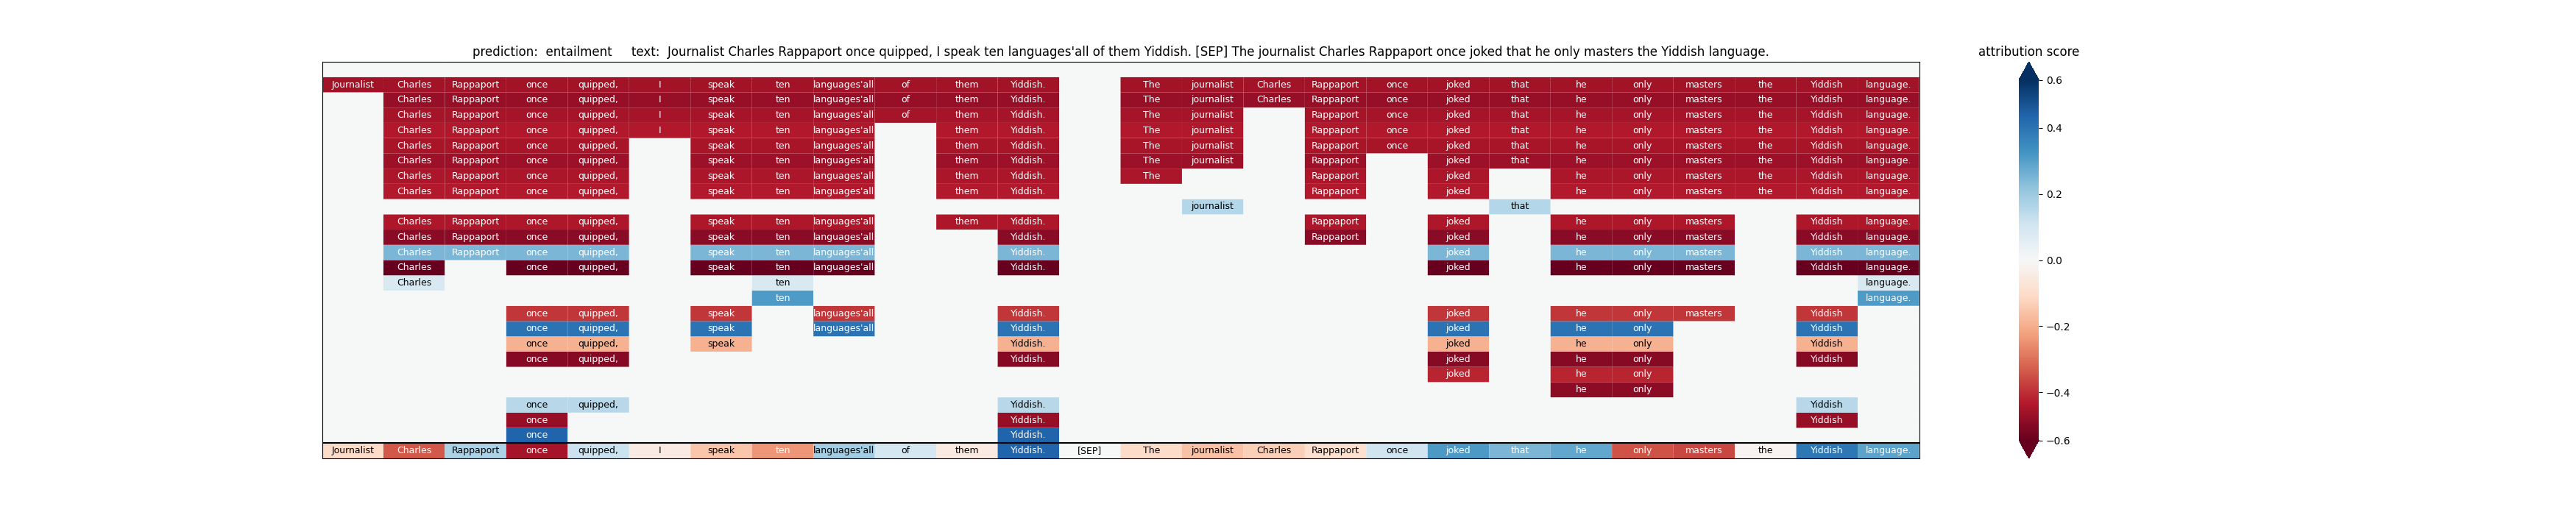 prediction: entailment text: Journalist Charles Rappaport once quipped, I speak ten languages'all of them Yiddish. [SEP] The journalist Charles Rappaport once joked that he only masters the Yiddish language.
attribution score
Journalist Charles Rappaport once quipped, I speak ten languages'all of them Yiddish. The journalist Charles Rappaport once joked that he only masters the Yiddish language.
Charles Rappaport once quipped, I speak ten languages'all of them Yiddish. The journalist Charles Rappaport once joked that he only masters the Yiddish language.
Charles Rappaport once quipped, I speak ten languages'all of them Yiddish. The journalist Rappaport once joked that he only masters the Yiddish language.
Charles Rappaport once quipped, I speak ten languages'all them Yiddish. The journalist Rappaport once joked that he only masters the Yiddish language.
Charles Rappaport once quipped, speak ten languages'all them Yiddish. The journalist Rappaport once joked that he only masters the Yiddish language.
Charles Rappaport once quipped, speak ten languages'all them Yiddish. The journalist Rappaport joked that he only masters the Yiddish language.
Charles Rappaport once quipped, speak ten languages'all them Yiddish. The Rappaport joked he only masters the Yiddish language.
Charles Rappaport once quipped, speak ten languages'all them Yiddish. Rappaport joked he only masters the Yiddish language.
journalist that
Charles Rappaport once quipped, speak ten languages'all them Yiddish. Rappaport joked he only masters Yiddish language.
Charles Rappaport once quipped, speak ten languages'all Yiddish. Rappaport joked he only masters Yiddish language.
Charles Rappaport once quipped, speak ten languages'all Yiddish. joked he only masters Yiddish language.
Charles once quipped, speak ten languages'all Yiddish. joked he only masters Yiddish language.
Charles ten language.
ten language.
once quipped, speak languages'all Yiddish. joked he only masters Yiddish
once quipped, speak languages'all Yiddish. joked he only Yiddish
once quipped, speak Yiddish. joked he only Yiddish
once quipped, Yiddish. joked he only Yiddish
joked he only
he only
once quipped, Yiddish. Yiddish
once Yiddish. Yiddish
once Yiddish.
Journalist Charles Rappaport once quipped, I speak ten languages'all of them Yiddish. [SEP] The journalist Charles Rappaport once joked that he only masters the Yiddish language.
0.6
0.4
0.2
0.0
−0.2
−0.4
−0.6